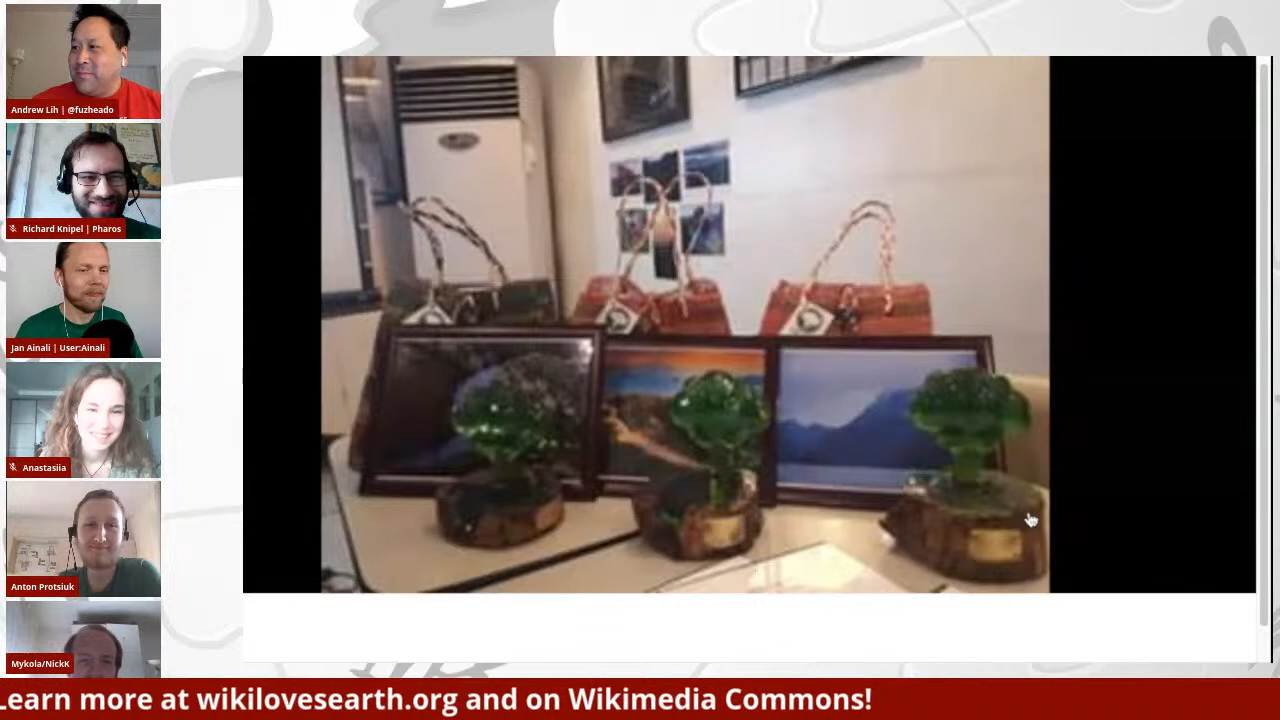 Andrew Lih | @fuzheado
Richard Knipel | Pharos
Jan Ainali | User:Ainali
Anastasiia
Anton Protsiuk
Mykola/NickK
Learn more at wikilovesearth.org and on Wikimedia Commons!